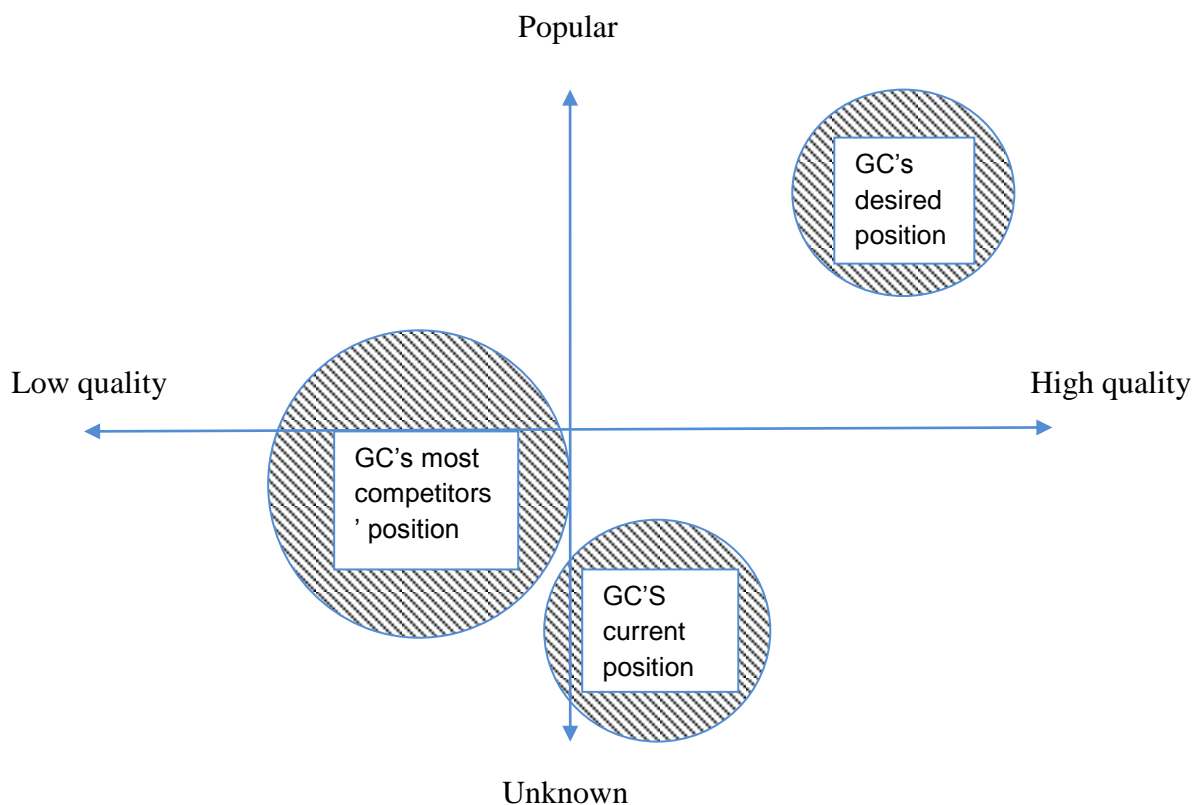 Popular
GC’s
desired
position
Low quality
High quality
GC’s most
competitors
’ position
GC’S
current
position
Unknown